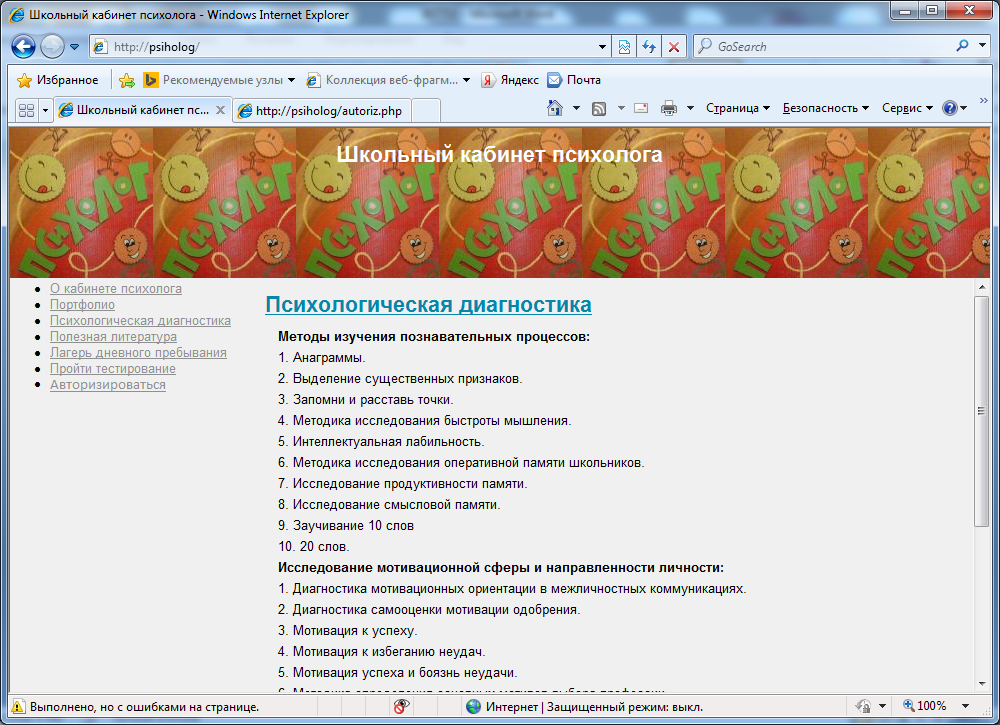 Школьный кабинет психолога - Windows Internet Explorer
http://psiholog/
GoSearch
Избранное
Рекомендуемые узлы
Коллекция веб-фрагм...
Яндекс
Почта
Школьный кабинет пс...
http://psiholog/autoriz.php
Страница
Безопасность
Сервис
Школьный кабинет психолога
ПСИХОЛОГ ПСИХОЛОГ ПСИХОЛОГ ПСИХОЛОГ ПСИХОЛОГ ПСИХОЛОГ
О кабинете психолога
Портфолио
Психологическая диагностика
Полезная литература
Лагерь дневного пребывания
Пройти тестирование
Авторизироваться
Психологическая диагностика
Методы изучения познавательных процессов:
1. Анаграммы.
2. Выделение существенных признаков.
3. Запомни и расставь точки.
4. Методика исследования быстроты мышления.
5. Интеллектуальная лабильность.
6. Методика исследования оперативной памяти школьников.
7. Исследование продуктивности памяти.
8. Исследование смысловой памяти.
9. Заучивание 10 слов
10. 20 слов.
Исследование мотивационной сферы и направленности личности:
1. Диагностика мотивационных ориентации в межличностных коммуникациях.
2. Диагностика самооценки мотивации одобрения.
3. Мотивация к успеху.
4. Мотивация к избеганию неудач.
5. Мотивация успеха и боязнь неудачи.
Выполнено, но с ошибками на странице.
Интернет | Защищенный режим: выкл.
100%